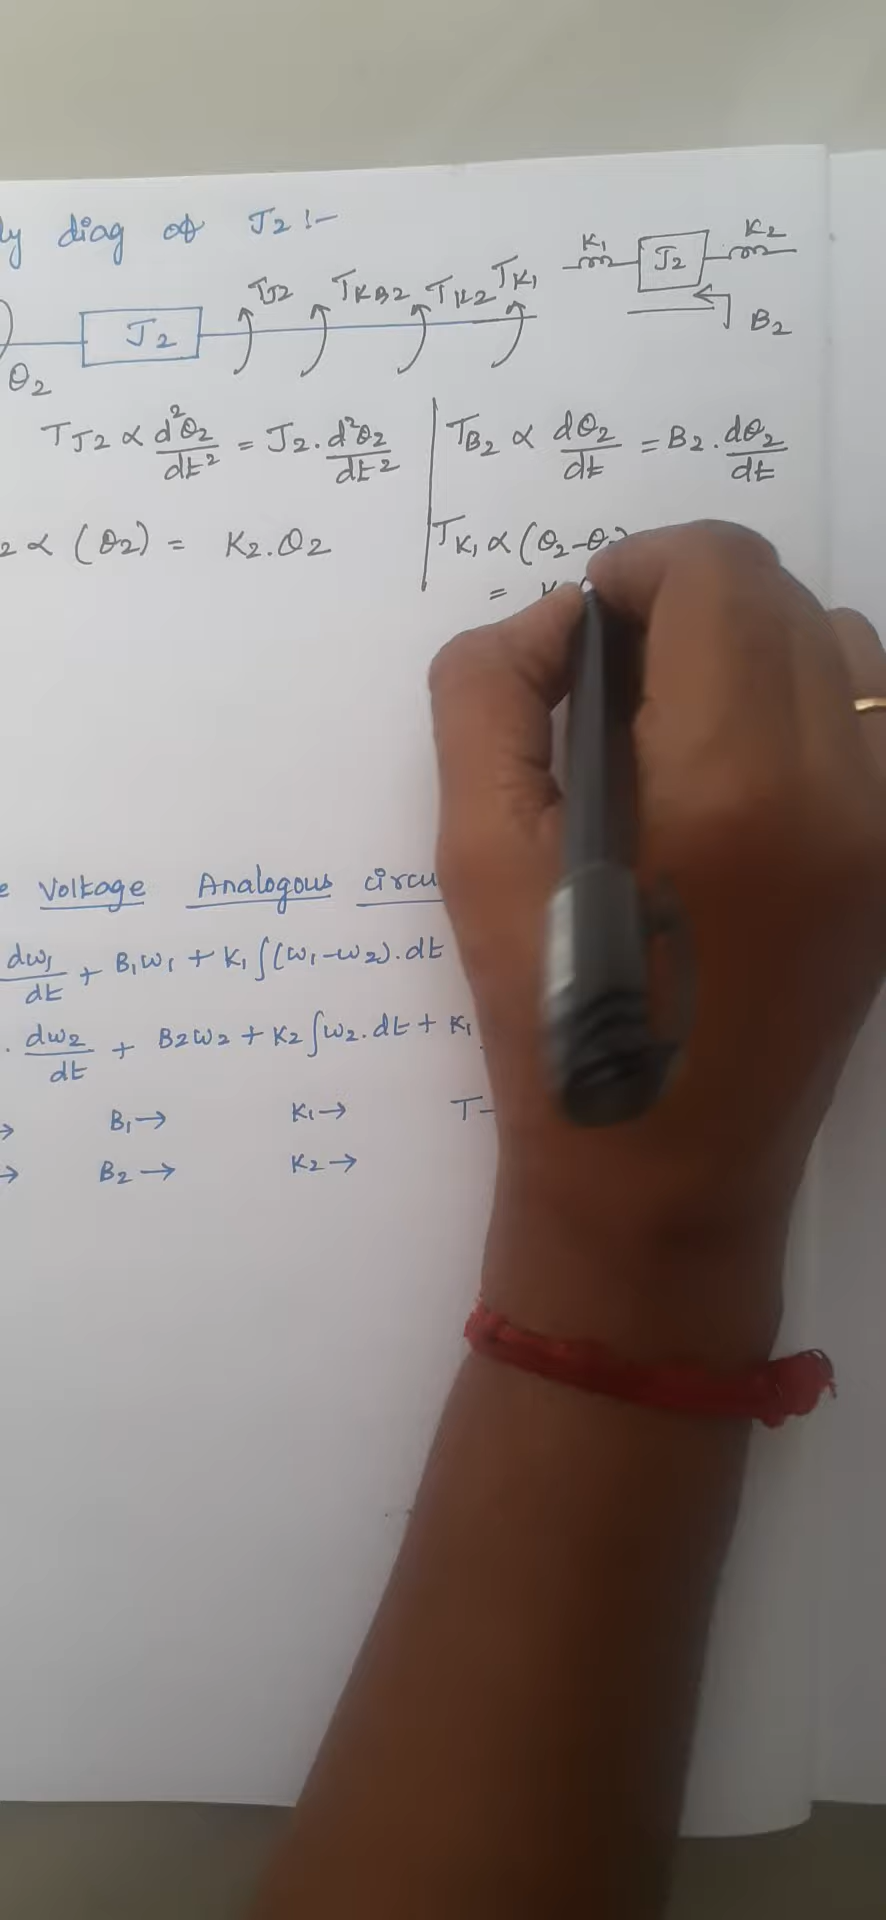 diag of J2 :-
K1 J2 K2
TJ2 TKB2 TK2 TK1
J2
B2
θ2
TJ2 ∝ d²θ2/dt² = J2. d²θ2/dt²
TB2 ∝ dθ2/dt = B2. dθ2/dt
2 ∝ (θ2) = K2.θ2
TK1 ∝ (θ2-θ
=
Voltage Analogous
dω1/dt + B1ω1 + K1∫(ω1-ω2).dt
. dω2/dt + B2ω2 + K2∫ω2.dt + K1
→ B1→ K1→ T-
→ B2→ K2→